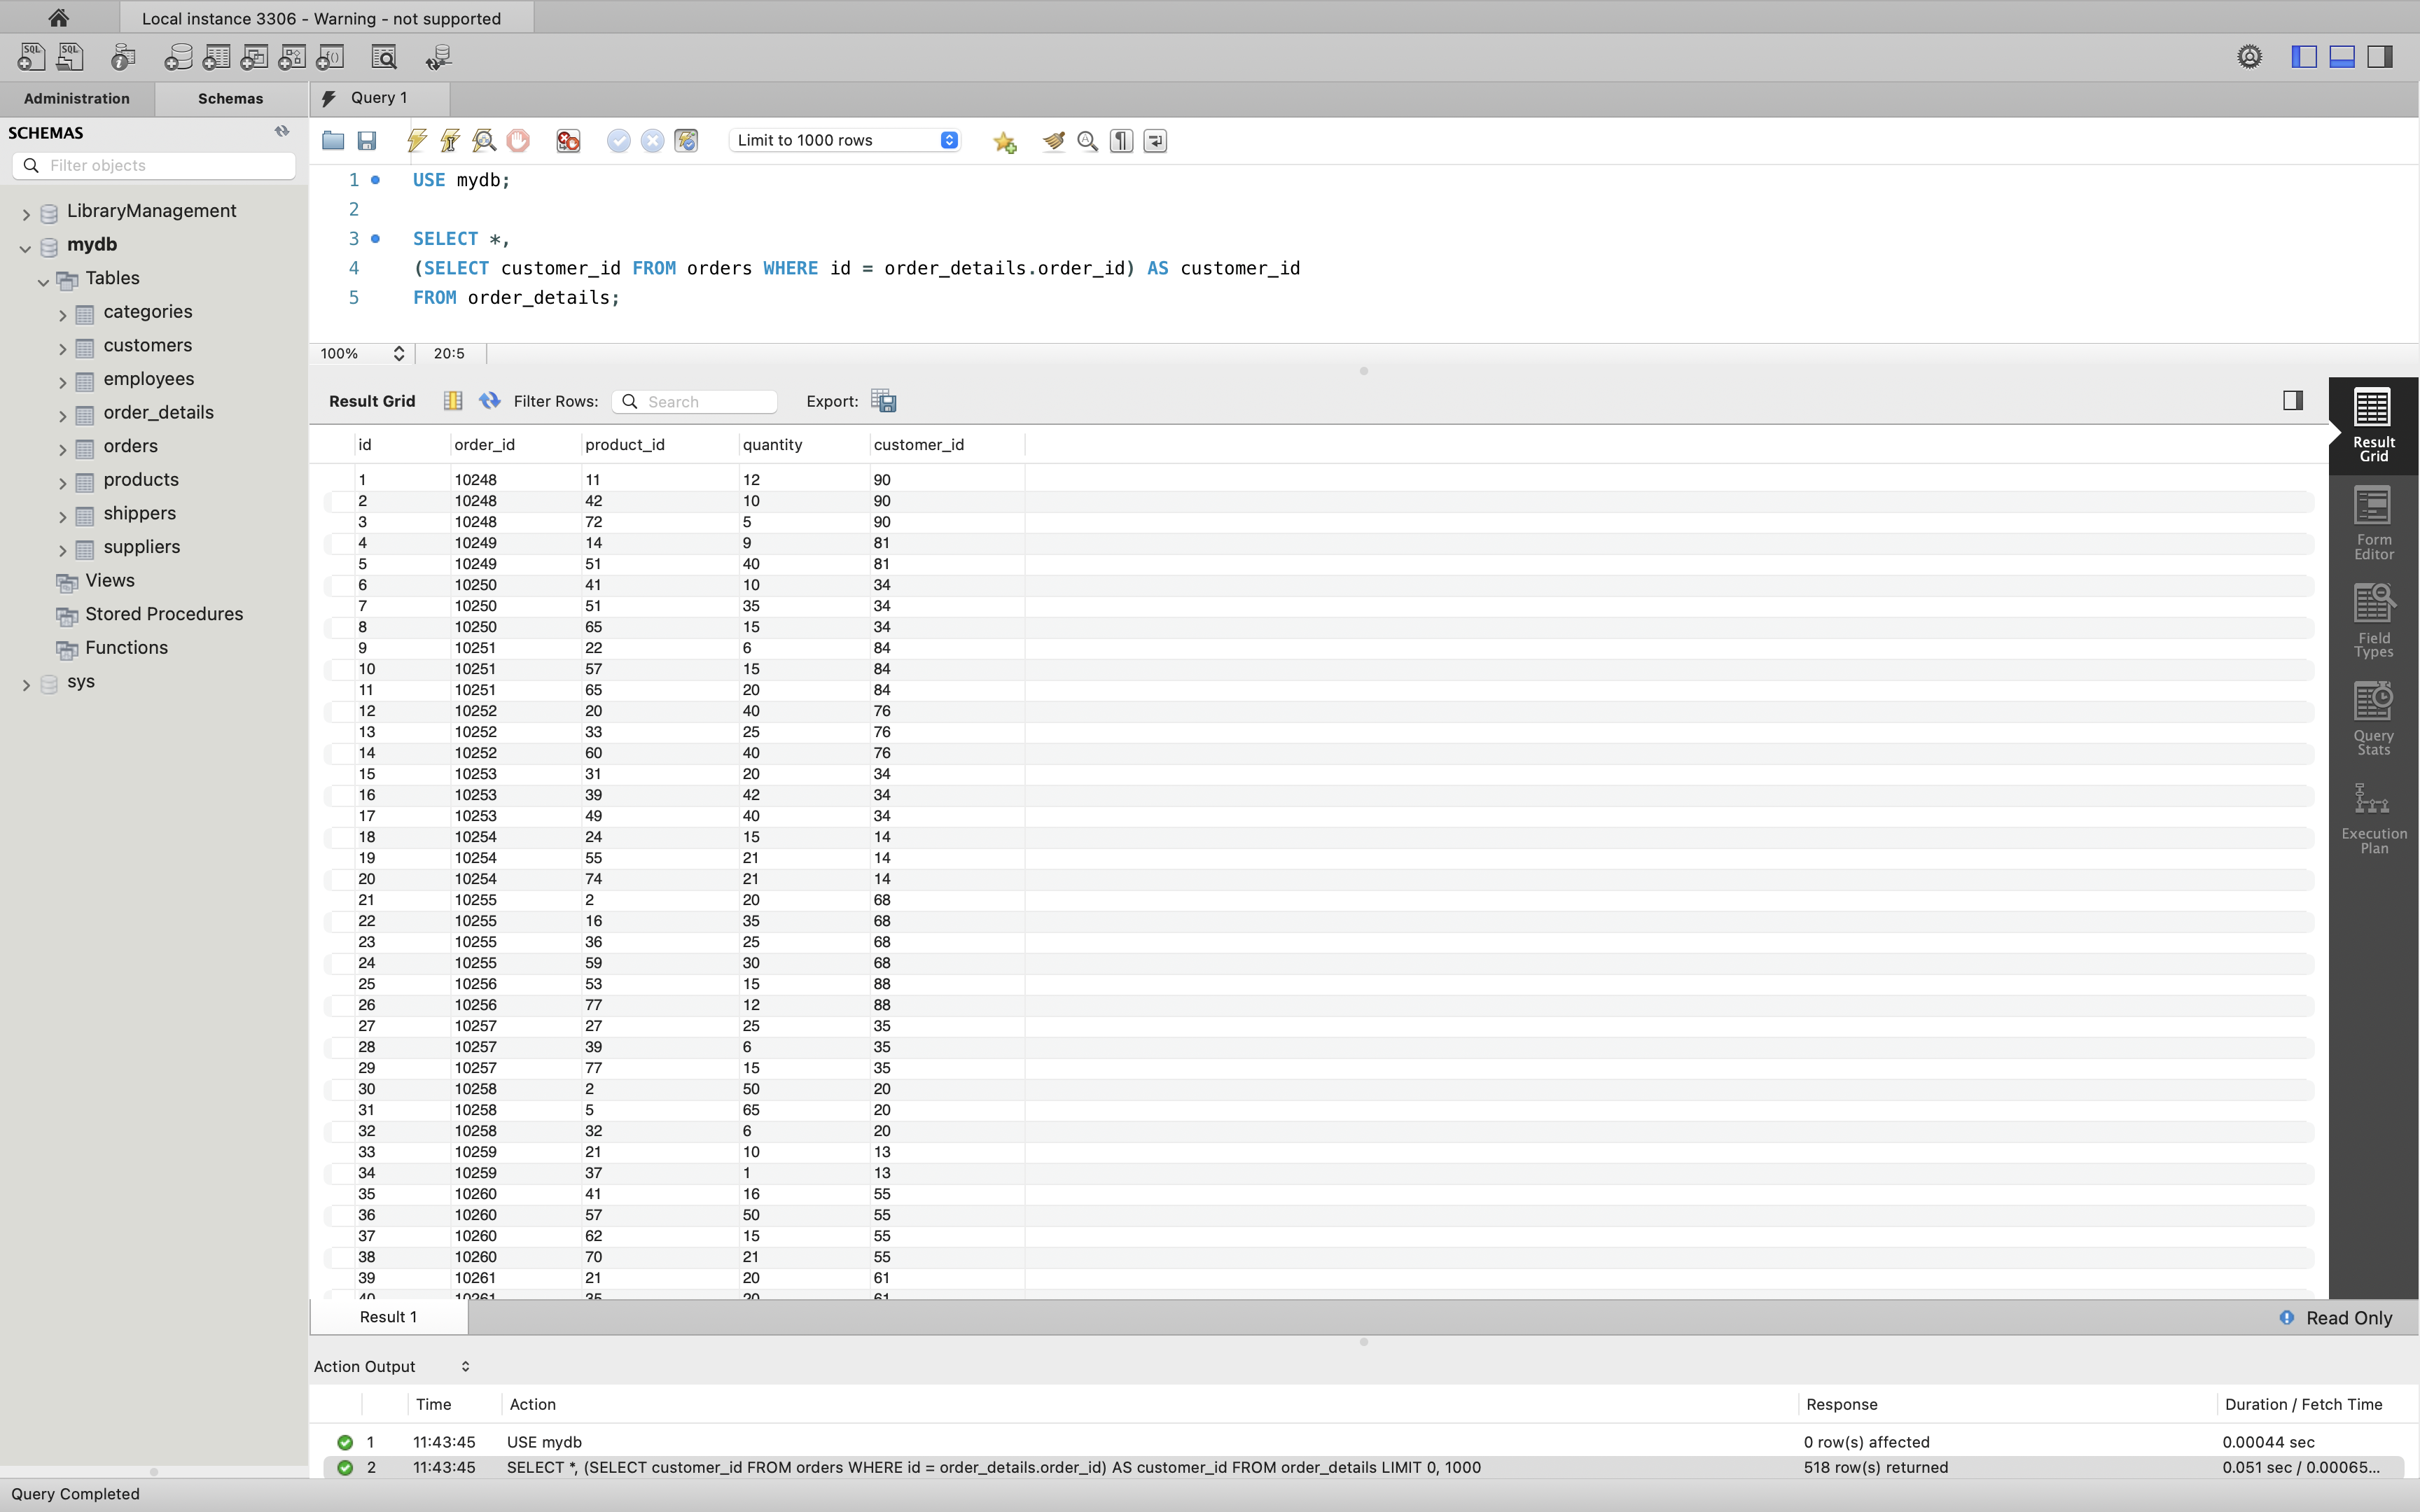 Local instance 3306 - Warning - not supported
Administration Schemas Query 1
SCHEMAS
Filter objects
LibraryManagement
mydb
Tables
categories
customers
employees
order_details
orders
products
shippers
suppliers
Views
Stored Procedures
Functions
sys
Limit to 1000 rows
1 USE mydb;
2
3 SELECT *,
4 (SELECT customer_id FROM orders WHERE id = order_details.order_id) AS customer_id
5 FROM order_details;
100% 20:5
Result Grid Filter Rows: Search Export:
id order_id product_id quantity customer_id
1 10248 11 12 90
2 10248 42 10 90
3 10248 72 5 90
4 10249 14 9 81
5 10249 51 40 81
6 10250 41 10 34
7 10250 51 35 34
8 10250 65 15 34
9 10251 22 6 84
10 10251 57 15 84
11 10251 65 20 84
12 10252 20 40 76
13 10252 33 25 76
14 10252 60 40 76
15 10253 31 20 34
16 10253 39 42 34
17 10253 49 40 34
18 10254 24 15 14
19 10254 55 21 14
20 10254 74 21 14
21 10255 2 20 68
22 10255 16 35 68
23 10255 36 25 68
24 10255 59 30 68
25 10256 53 15 88
26 10256 77 12 88
27 10257 27 25 35
28 10257 39 6 35
29 10257 77 15 35
30 10258 2 50 20
31 10258 5 65 20
32 10258 32 6 20
33 10259 21 10 13
34 10259 37 1 13
35 10260 41 16 55
36 10260 57 50 55
37 10260 62 15 55
38 10260 70 21 55
39 10261 21 20 61
40 10261 35 20 61
Result
Grid
Form
Editor
Field
Types
Query
Stats
Execution
Plan
Result 1 Read Only
Action Output
Time Action Response Duration / Fetch Time
1 11:43:45 USE mydb 0 row(s) affected 0.00044 sec
2 11:43:45 SELECT *, (SELECT customer_id FROM orders WHERE id = order_details.order_id) AS customer_id FROM order_details LIMIT 0, 1000 518 row(s) returned 0.051 sec / 0.00065...
Query Completed